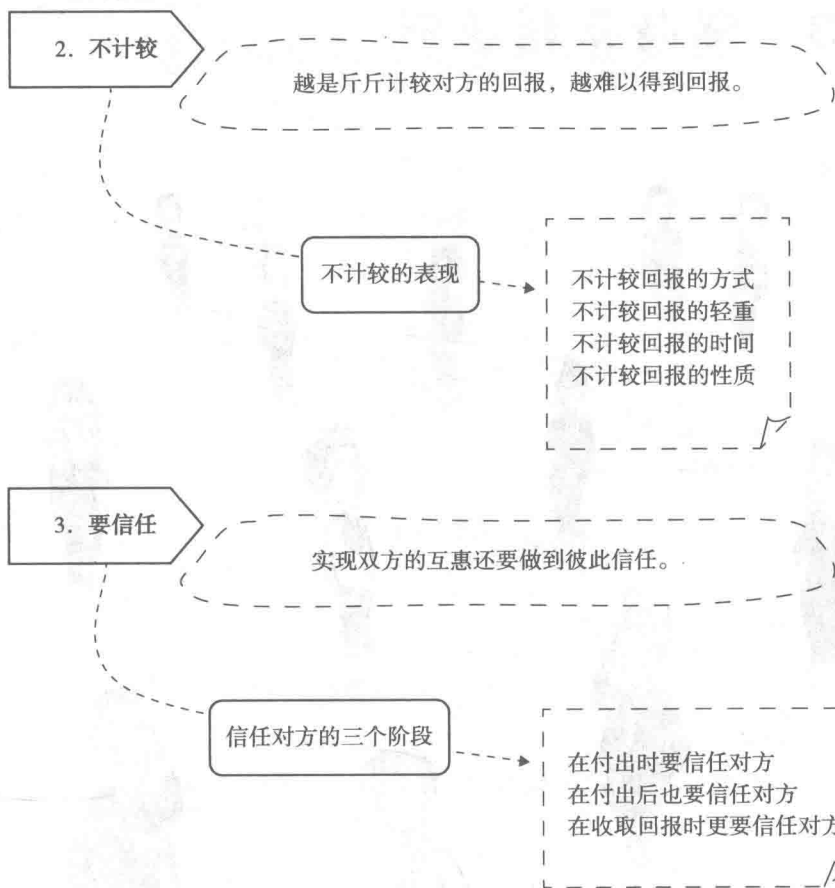 2. 不计较
越是斤斤计较对方的回报，越难以得到回报。
不计较的表现
不计较回报的方式
不计较回报的轻重
不计较回报的时间
不计较回报的性质
3. 要信任
实现双方的互惠还要做到彼此信任。
信任对方的三个阶段
在付出时要信任对方
在付出后也要信任对方
在收取回报时更要信任对方